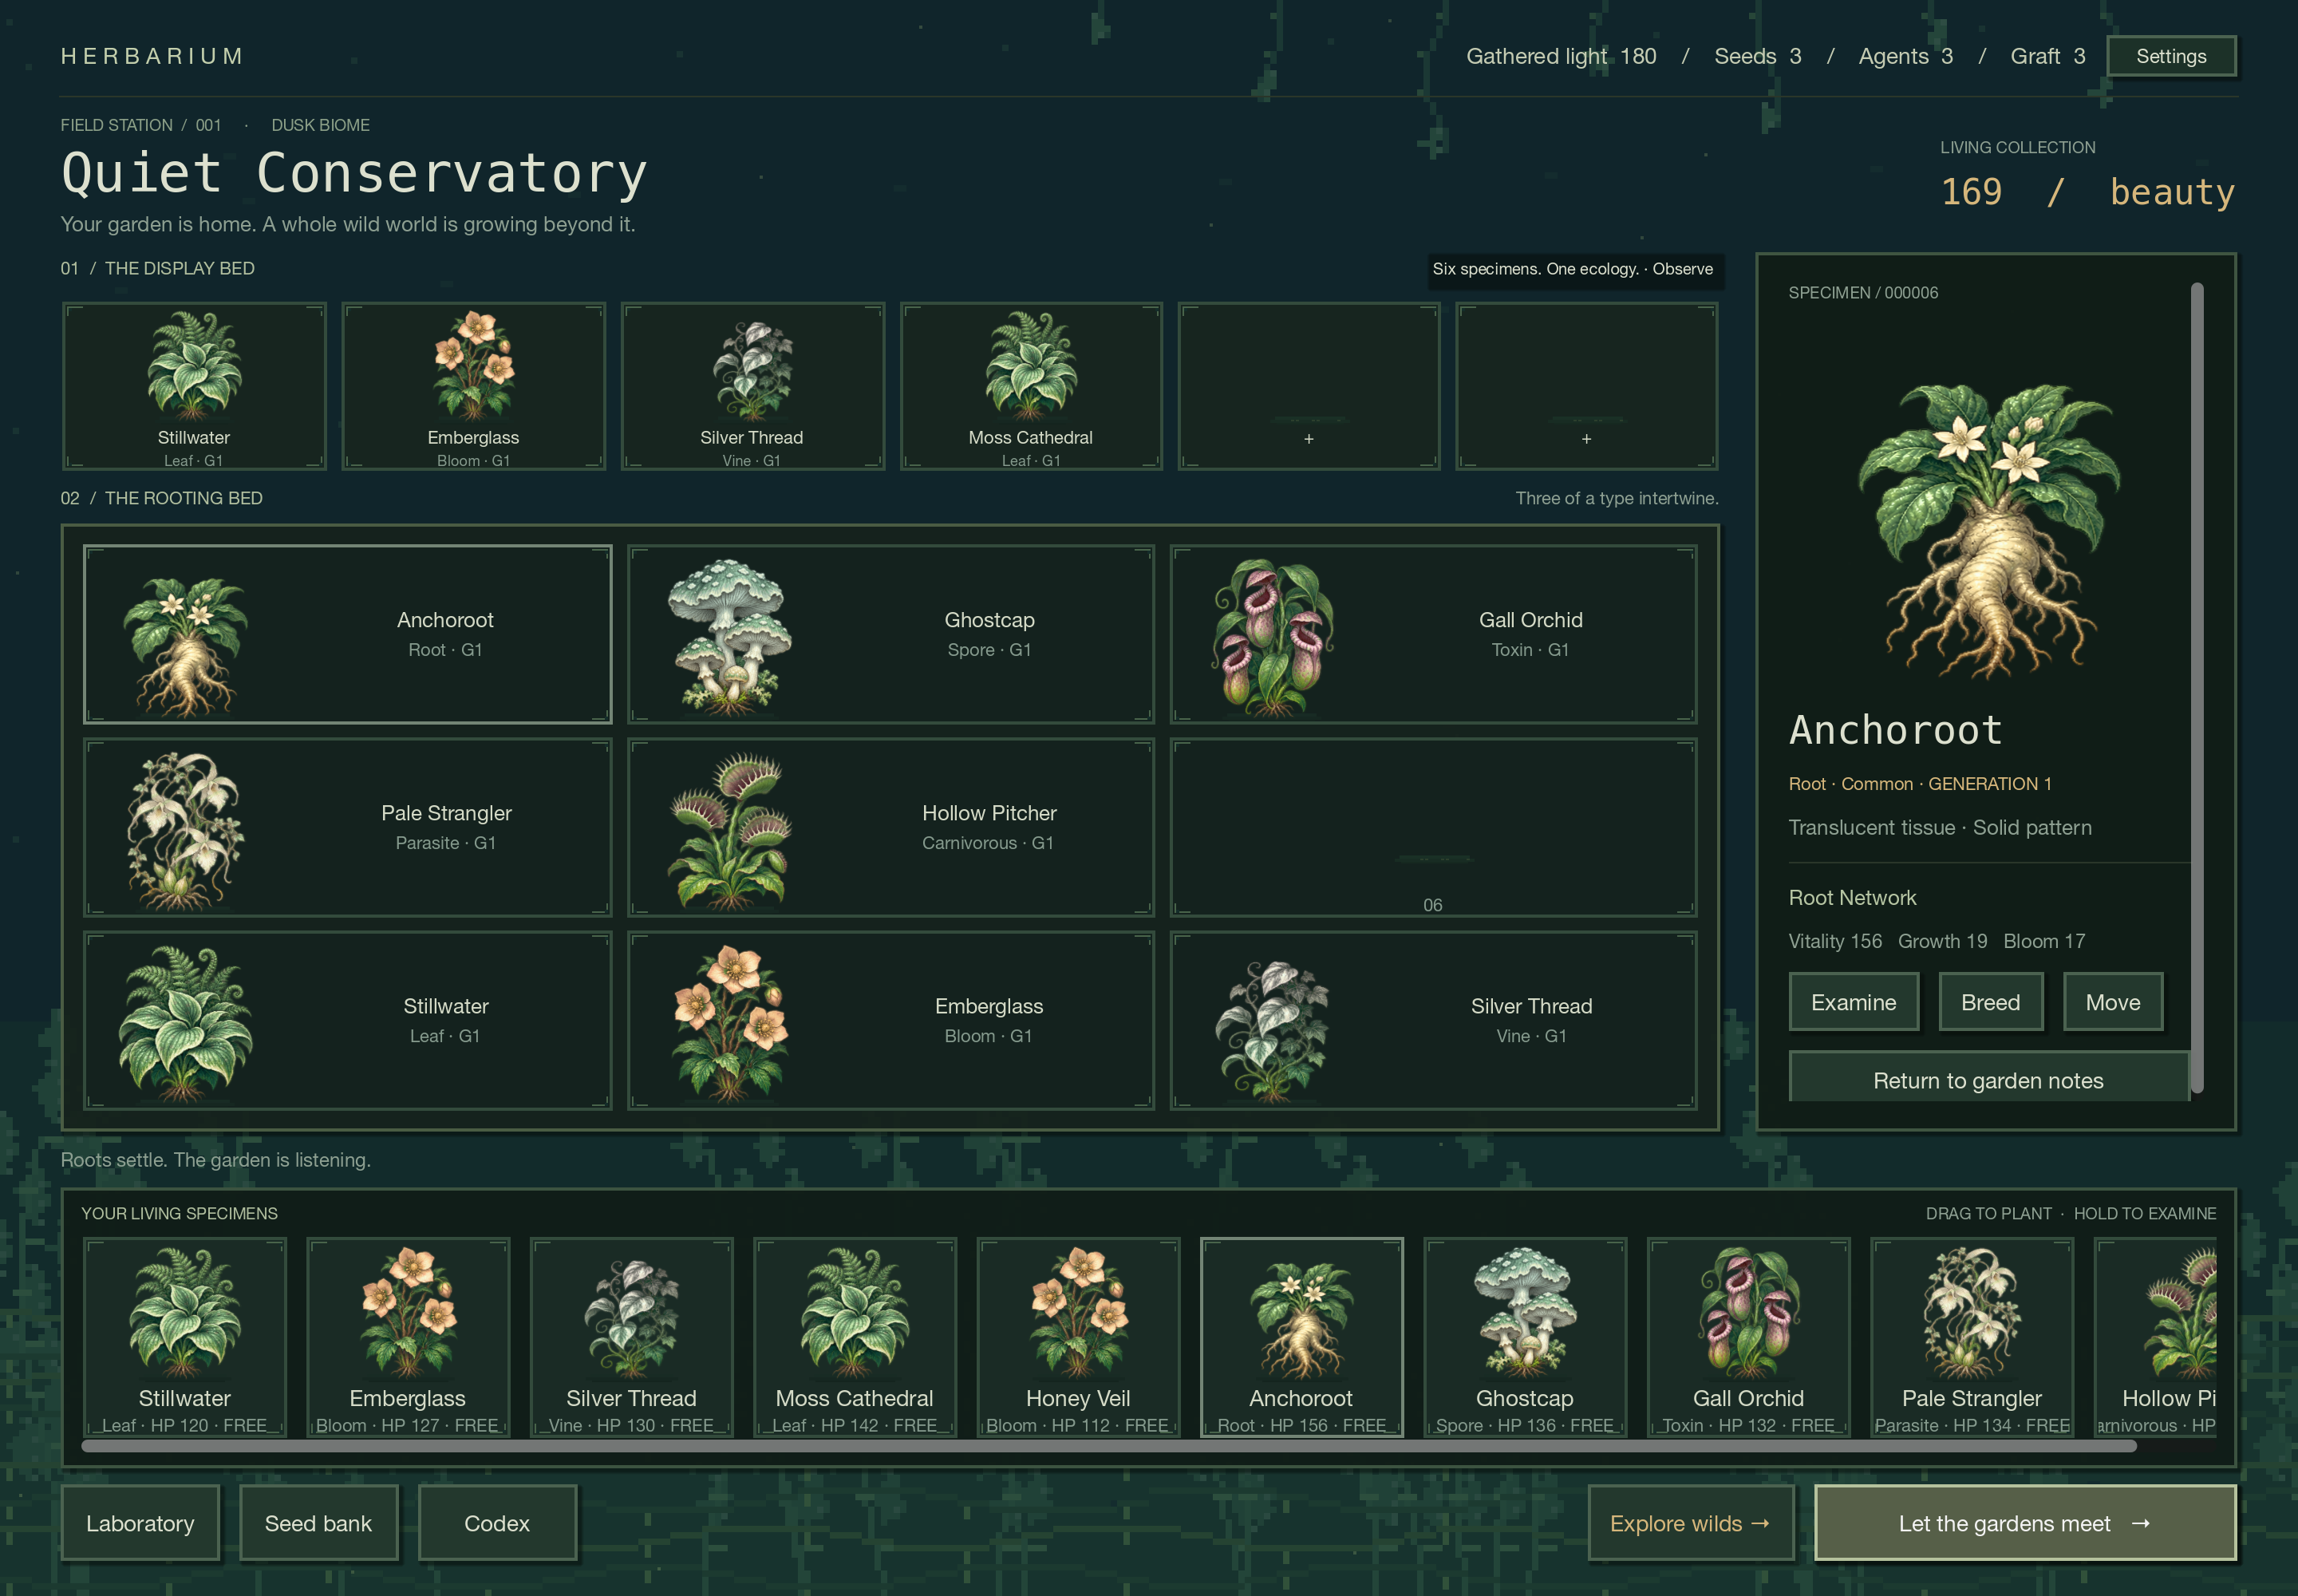 HERBARIUM
Gathered light 180 / Seeds 3 / Agents 3 / Graft 3
Settings
FIELD STATION / 001 · DUSK BIOME
Quiet Conservatory
Your garden is home. A whole wild world is growing beyond it.
LIVING COLLECTION
169 / beauty
01 / THE DISPLAY BED
Six specimens. One ecology. · Observe
Stillwater
Leaf · G1
Emberglass
Bloom · G1
Silver Thread
Vine · G1
Moss Cathedral
Leaf · G1
+
+
02 / THE ROOTING BED
Three of a type intertwine.
Anchoroot
Root · G1
Ghostcap
Spore · G1
Gall Orchid
Toxin · G1
Pale Strangler
Parasite · G1
Hollow Pitcher
Carnivorous · G1
06
Stillwater
Leaf · G1
Emberglass
Bloom · G1
Silver Thread
Vine · G1
SPECIMEN / 000006
Anchoroot
Root · Common · GENERATION 1
Translucent tissue · Solid pattern
Root Network
Vitality 156 Growth 19 Bloom 17
Examine
Breed
Move
Return to garden notes
Roots settle. The garden is listening.
YOUR LIVING SPECIMENS
DRAG TO PLANT · HOLD TO EXAMINE
Stillwater
Leaf · HP 120 · FREE
Emberglass
Bloom · HP 127 · FREE
Silver Thread
Vine · HP 130 · FREE
Moss Cathedral
Leaf · HP 142 · FREE
Honey Veil
Bloom · HP 112 · FREE
Anchoroot
Root · HP 156 · FREE
Ghostcap
Spore · HP 136 · FREE
Gall Orchid
Toxin · HP 132 · FREE
Pale Strangler
Parasite · HP 134 · FREE
Hollow Pi
arnivorous · HP
Laboratory
Seed bank
Codex
Explore wilds →
Let the gardens meet →